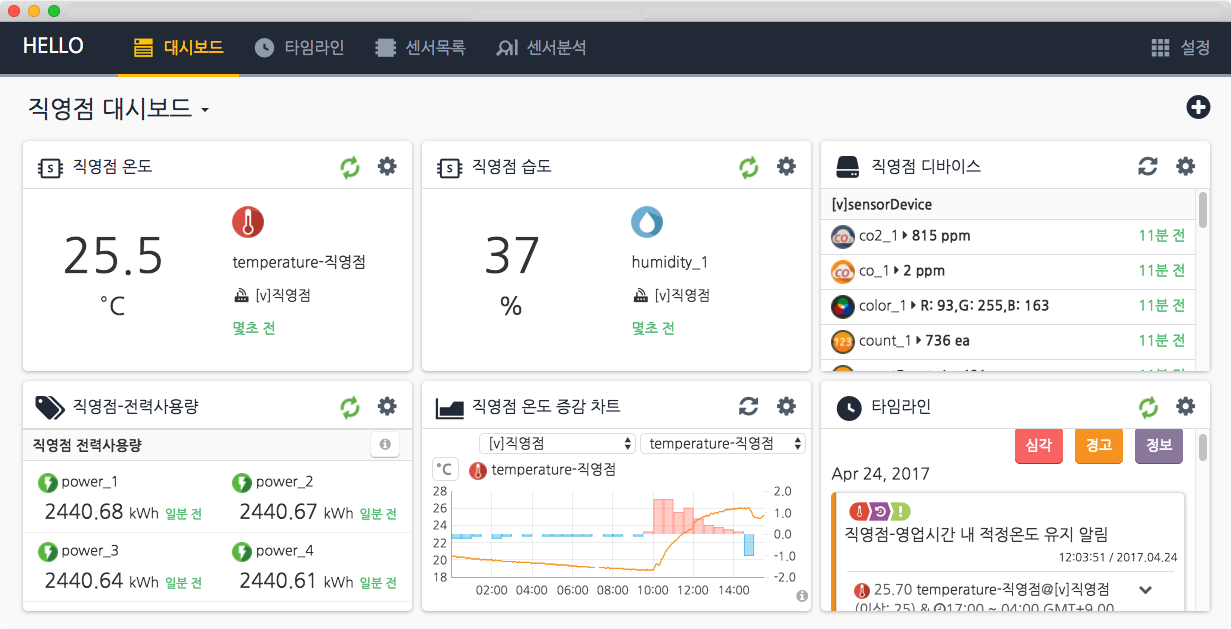 HELLO 대시보드 타임라인 센서목록 센서분석 설정
직영점 대시보드
직영점 온도
25.5
°C
temperature-직영점
[v]직영점
몇초 전
직영점 습도
37
%
humidity_1
[v]직영점
몇초 전
직영점 디바이스
[v]sensorDevice
co2_1 815 ppm 11분 전
co_1 2 ppm 11분 전
color_1 R: 93,G: 255,B: 163 11분 전
count_1 736 ea 11분 전
직영점-전력사용량
직영점 전력사용량
power_1 power_2
2440.68 kWh 일분 전 2440.67 kWh 일분 전
power_3 power_4
2440.64 kWh 일분 전 2440.61 kWh 일분 전
직영점 온도 증감 차트
[v]직영점 temperature-직영점
°C temperature-직영점
28 2.0
26 1.0
24 0.0
22
20 -1.0
18 -2.0
02:00 04:00 06:00 08:00 10:00 12:00 14:00
타임라인
심각 경고 정보
Apr 24, 2017
직영점-영업시간 내 적정온도 유지 알림
12:03:51 / 2017.04.24
25.70 temperature-직영점@[v]직영점
(이상: 25) & 17:00 ~ 04:00 GMT+9.00